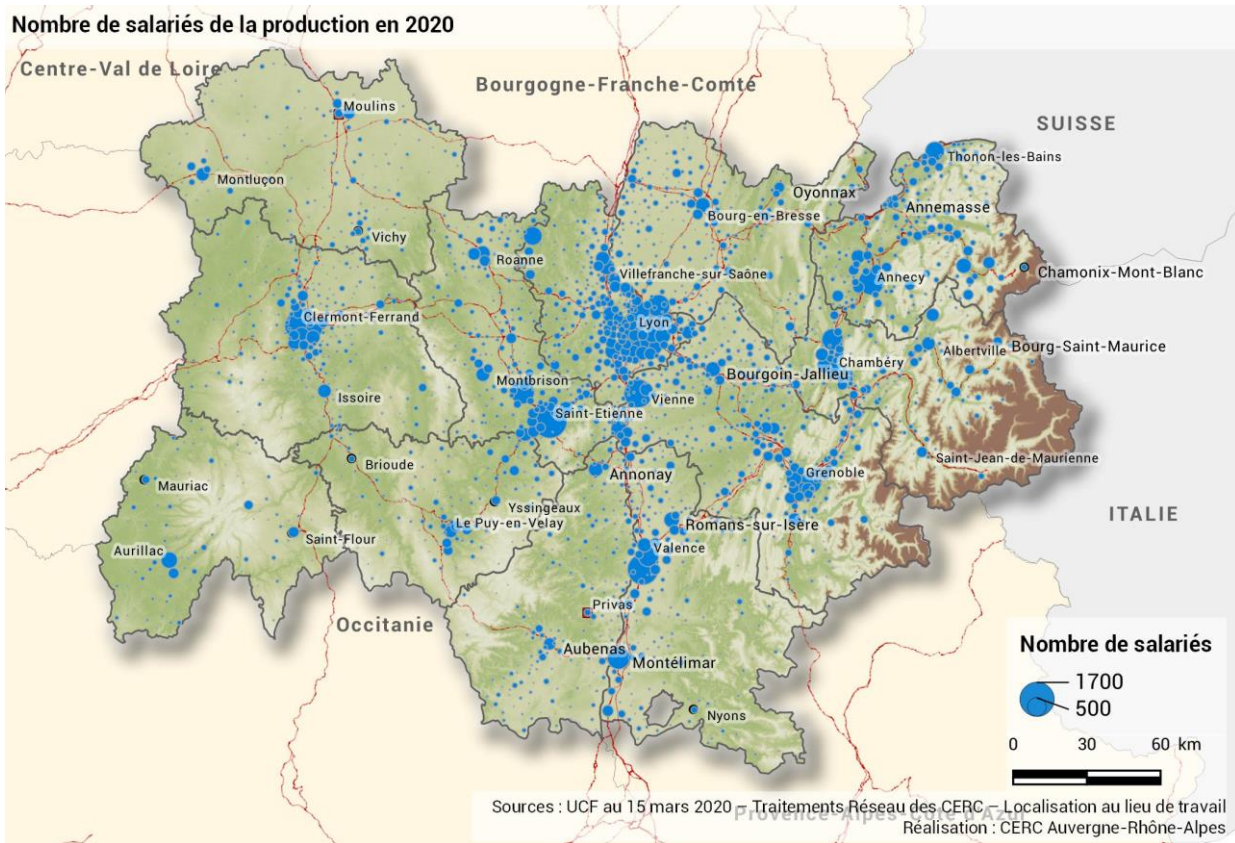 Nombre de salariés de la production en 2020
Centre-Val de Loire
Bourgogne-Franche-Comté
SUISSE
Moulins
Thonon-les-Bains
Montluçon
Oyonnax
Annemasse
Bourg-en-Bresse
Vichy
Roanne
Villefranche-sur-Saône
Annecy
Chamonix-Mont-Blanc
Clermont-Ferrand
Lyon
Albertville
Bourg-Saint-Maurice
Chambéry
Bourgoin-Jallieu
Montbrison
Issoire
Vienne
Saint-Etienne
Brioude
Saint-Jean-de-Maurienne
Annonay
Grenoble
Mauriac
Yssingeaux
Le Puy-en-Velay
Romans-sur-Isère
ITALIE
Saint-Flour
Aurillac
Valence
Privas
Occitanie
Aubenas
Montélimar
Nyons
Nombre de salariés
1700
500
0 30 60 km
Sources : UCF au 15 mars 2020 – Traitements Réseau des CERC – Localisation au lieu de travail
Provence-Alpes-Côte d'Azur
Réalisation : CERC Auvergne-Rhône-Alpes